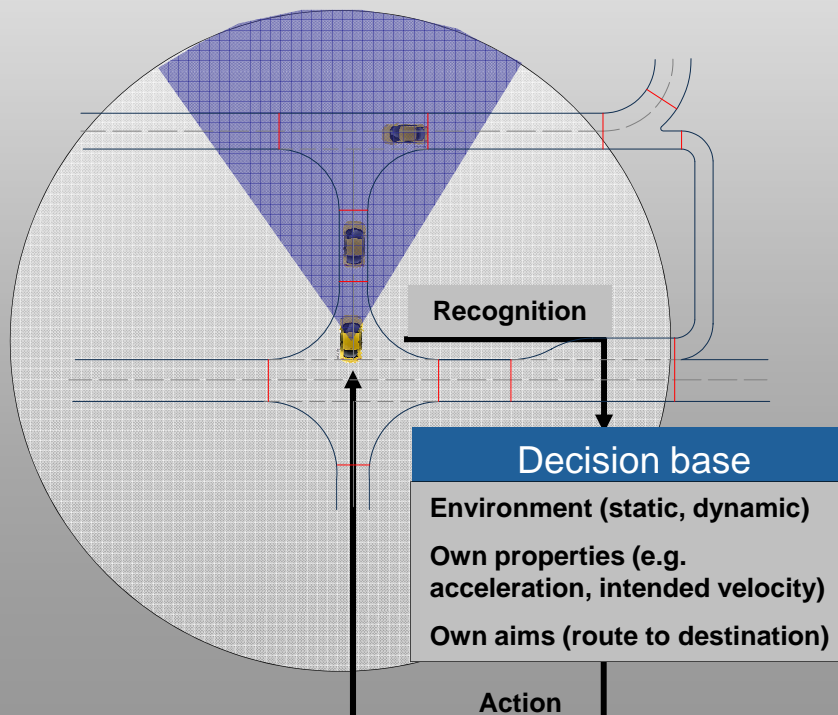 Recognition
Decision base
Environment (static, dynamic)
Own properties (e.g.
acceleration, intended velocity)
Own aims (route to destination)
Action